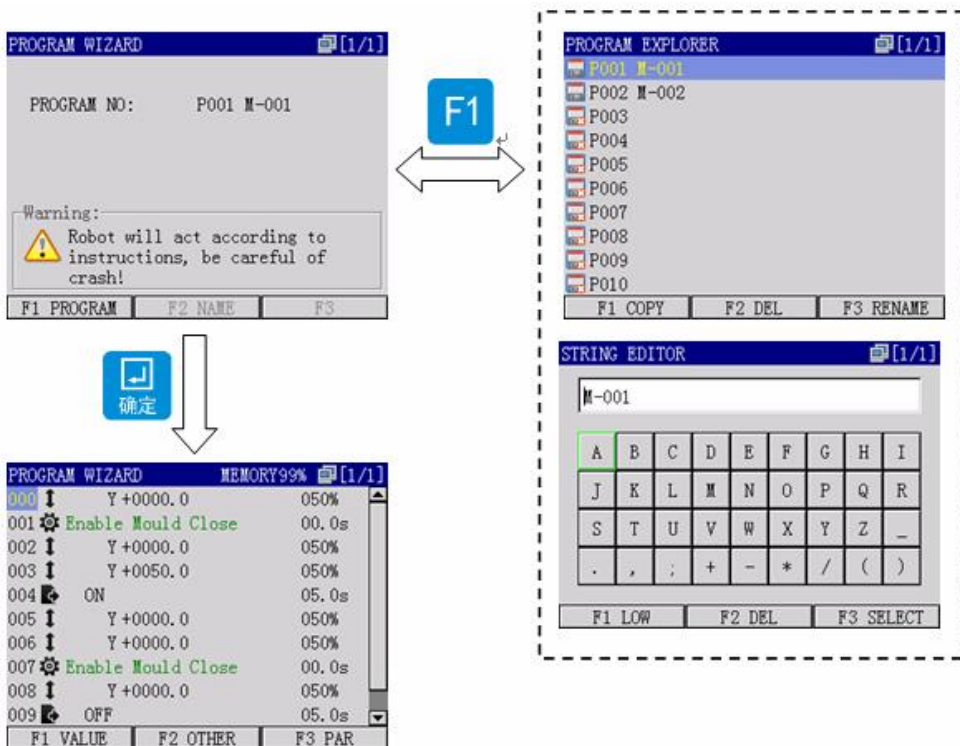 PROGRAM WIZARD [1/1]
PROGRAM NO: P001 M-001
Warning:
Robot will act according to
instructions, be careful of
crash!
F1 PROGRAM F2 NAME F3
F1
PROGRAM EXPLORER [1/1]
P001 M-001
P002 M-002
P003
P004
P005
P006
P007
P008
P009
P010
F1 COPY F2 DEL F3 RENAME
STRING EDITOR [1/1]
M-001
A B C D E F G H I
J K L M N O P Q R
S T U V W X Y Z _
. , ; + - * / ( )
F1 LOW F2 DEL F3 SELECT
确定
PROGRAM WIZARD MEMORY99% [1/1]
000 Y+0000.0 050%
001 Enable Mould Close 00.0s
002 Y+0000.0 050%
003 Y+0050.0 050%
004 ON 05.0s
005 Y+0000.0 050%
006 Y+0000.0 050%
007 Enable Mould Close 00.0s
008 Y+0000.0 050%
009 OFF 05.0s
F1 VALUE F2 OTHER F3 PAR